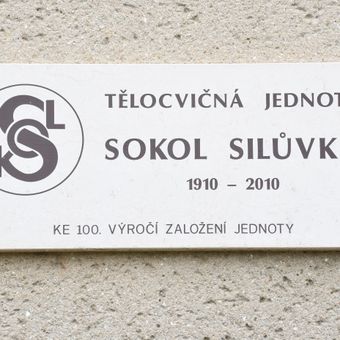 TĚLOCVIČNÁ JEDNOT
SOKOL SILŮVK
1910 – 2010
KE 100. VÝROČÍ ZALOŽENÍ JEDNOTY